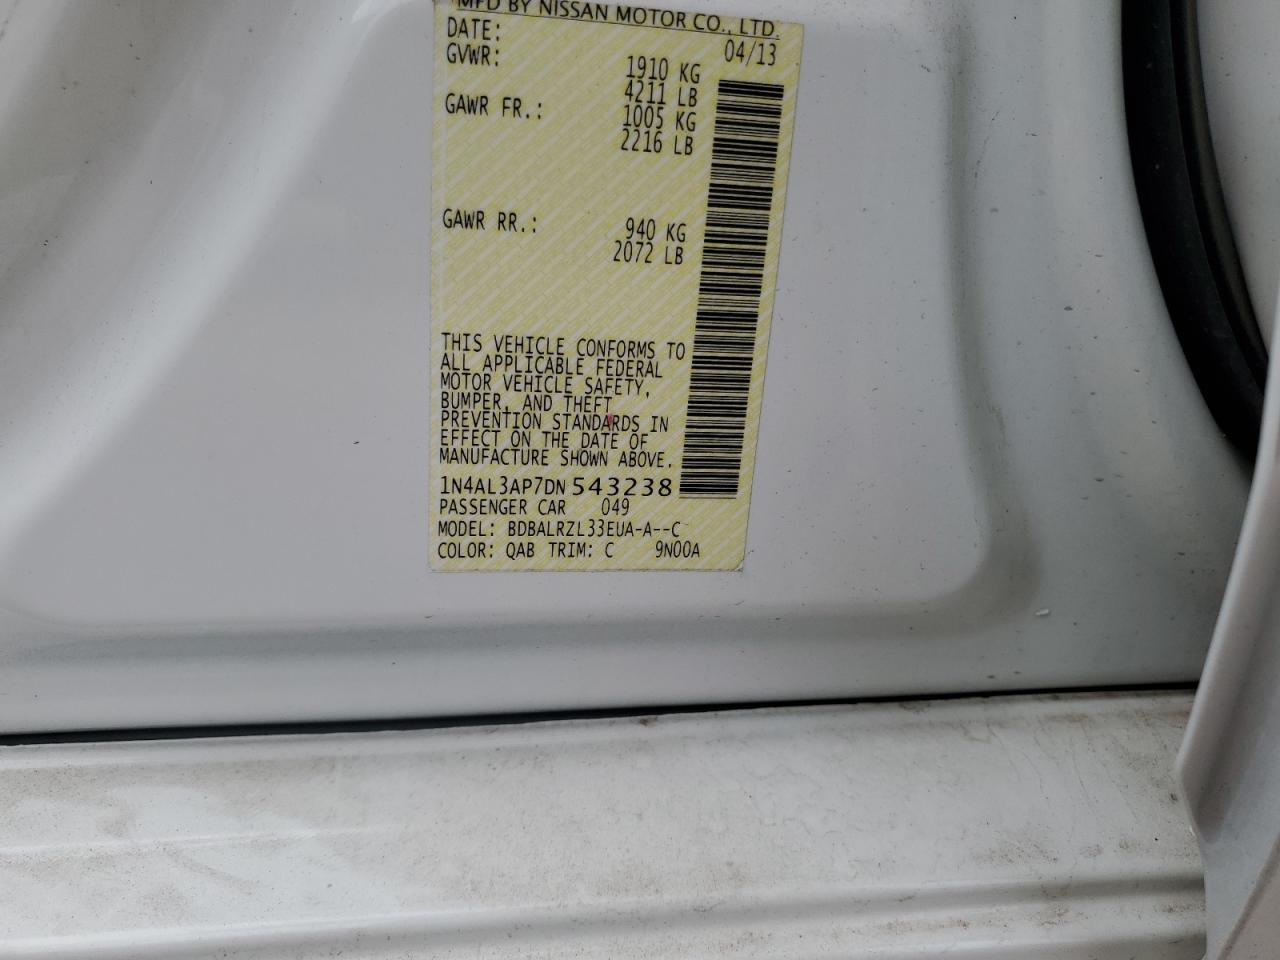 MFD BY NISSAN MOTOR CO., LTD.
DATE: 04/13
GVWR: 1910 KG
4211 LB
GAWR FR.: 1005 KG
2216 LB
GAWR RR.: 940 KG
2072 LB
THIS VEHICLE CONFORMS TO
ALL APPLICABLE FEDERAL
MOTOR VEHICLE SAFETY,
BUMPER, AND THEFT
PREVENTION STANDARDS IN
EFFECT ON THE DATE OF
MANUFACTURE SHOWN ABOVE.
1N4AL3AP7DN543238
PASSENGER CAR 049
MODEL: BDBALRZL33EUA-A--C
COLOR: QAB TRIM: C 9N00A